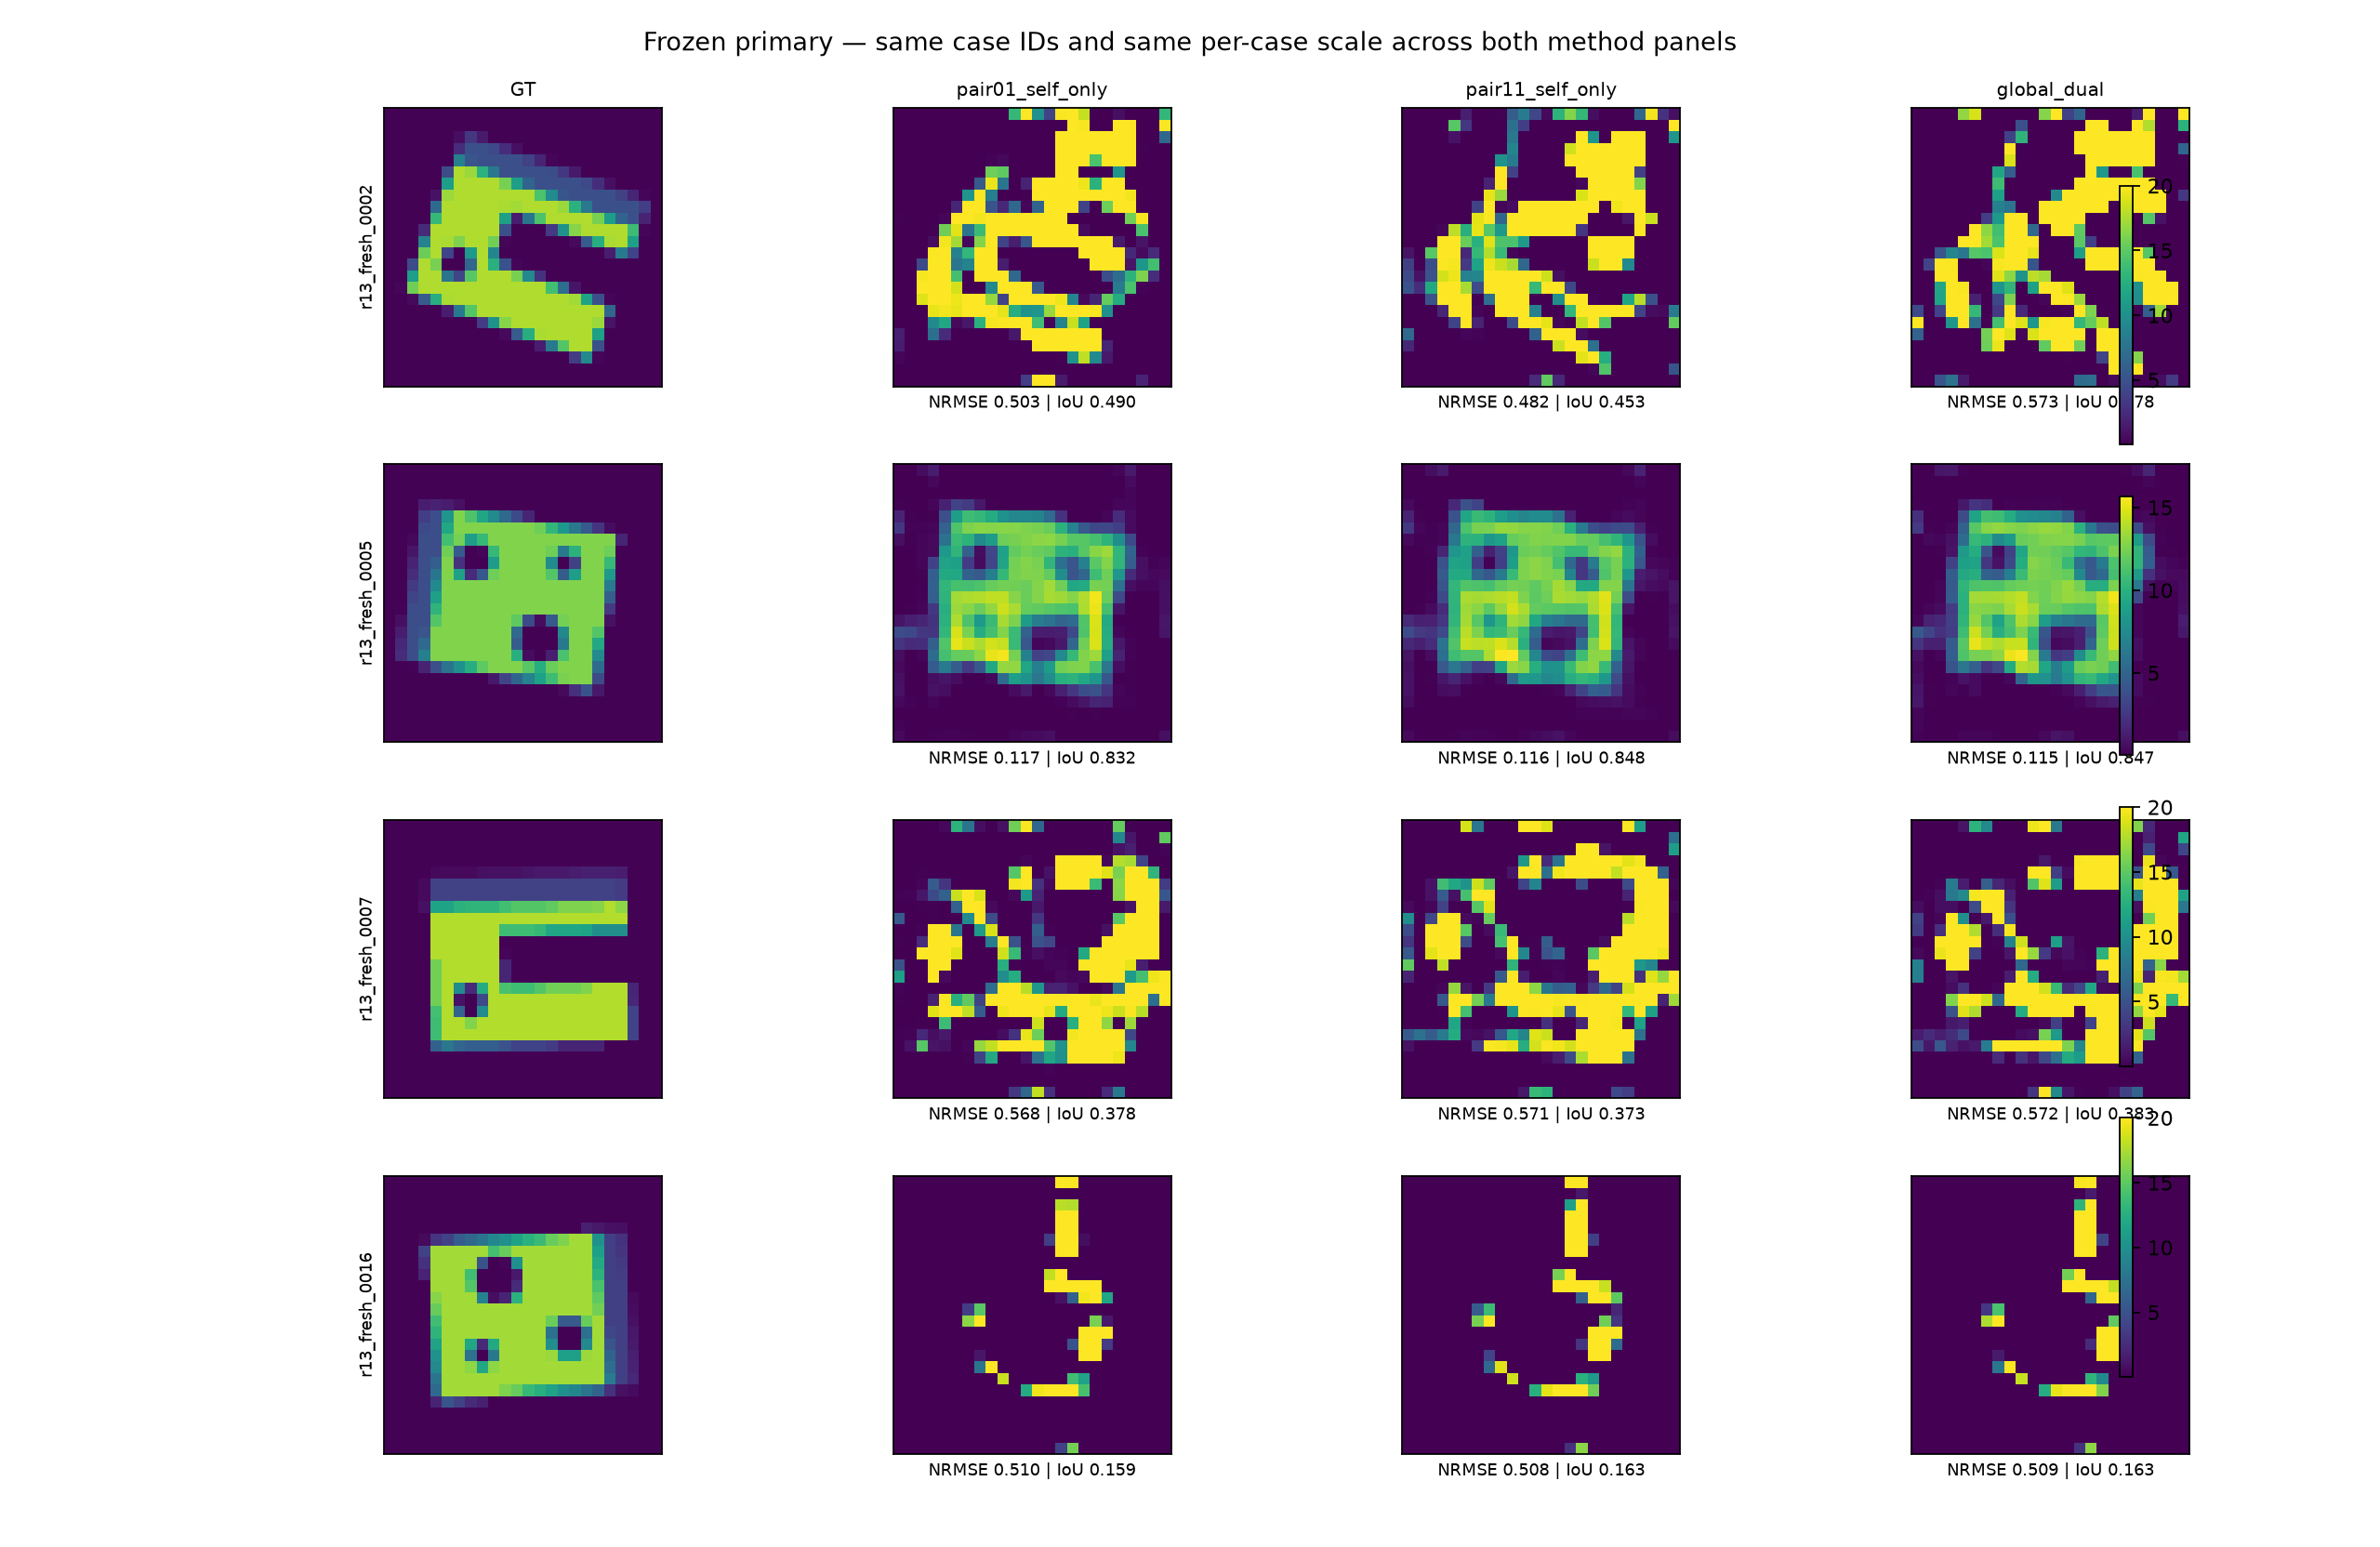 Frozen primary — same case IDs and same per-case scale across both method panels
GT
pair01_self_only
pair11_self_only
global_dual
r13_fresh_0002
20
15
10
5
NRMSE 0.503 | IoU 0.490
NRMSE 0.482 | IoU 0.453
NRMSE 0.573 | IoU
r13_fresh_0005
15
10
5
NRMSE 0.117 | IoU 0.832
NRMSE 0.116 | IoU 0.848
NRMSE 0.115 | IoU 0.847
r13_fresh_0007
20
15
10
5
NRMSE 0.568 | IoU 0.378
NRMSE 0.571 | IoU 0.373
NRMSE 0.572 | IoU 0.383
r13_fresh_0016
20
15
10
5
NRMSE 0.510 | IoU 0.159
NRMSE 0.508 | IoU 0.163
NRMSE 0.509 | IoU 0.163